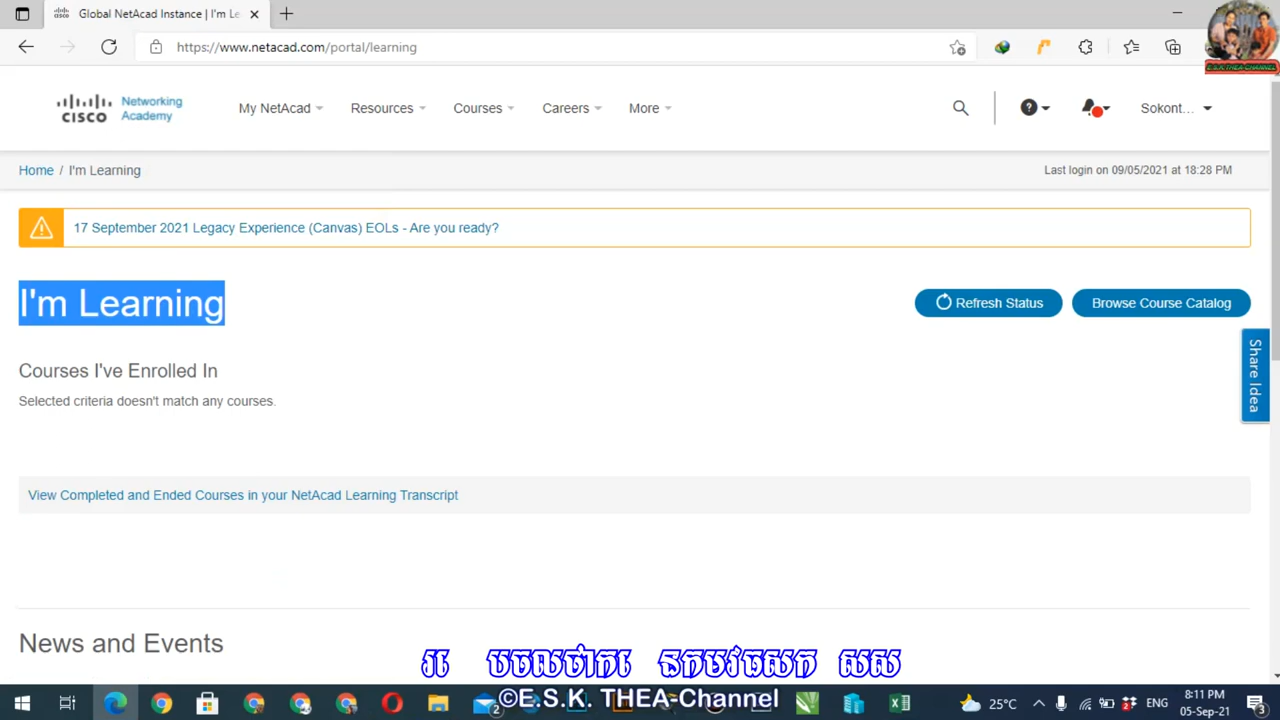 Global NetAcad Instance | I'm Le
https://www.netacad.com/portal/learning
E.S.K THEA-CHANNEL
cisco Networking Academy
My NetAcad
Resources
Courses
Careers
More
?
Sokont...
Home / I'm Learning
Last login on 09/05/2021 at 18:28 PM
17 September 2021 Legacy Experience (Canvas) EOLs - Are you ready?
I'm Learning
Refresh Status
Browse Course Catalog
Share Idea
Courses I've Enrolled In
Selected criteria doesn't match any courses.
View Completed and Ended Courses in your NetAcad Learning Transcript
News and Events
©E.S.K. THEA-Channel
2
25°C
ENG
8:11 PM
05-Sep-21
3